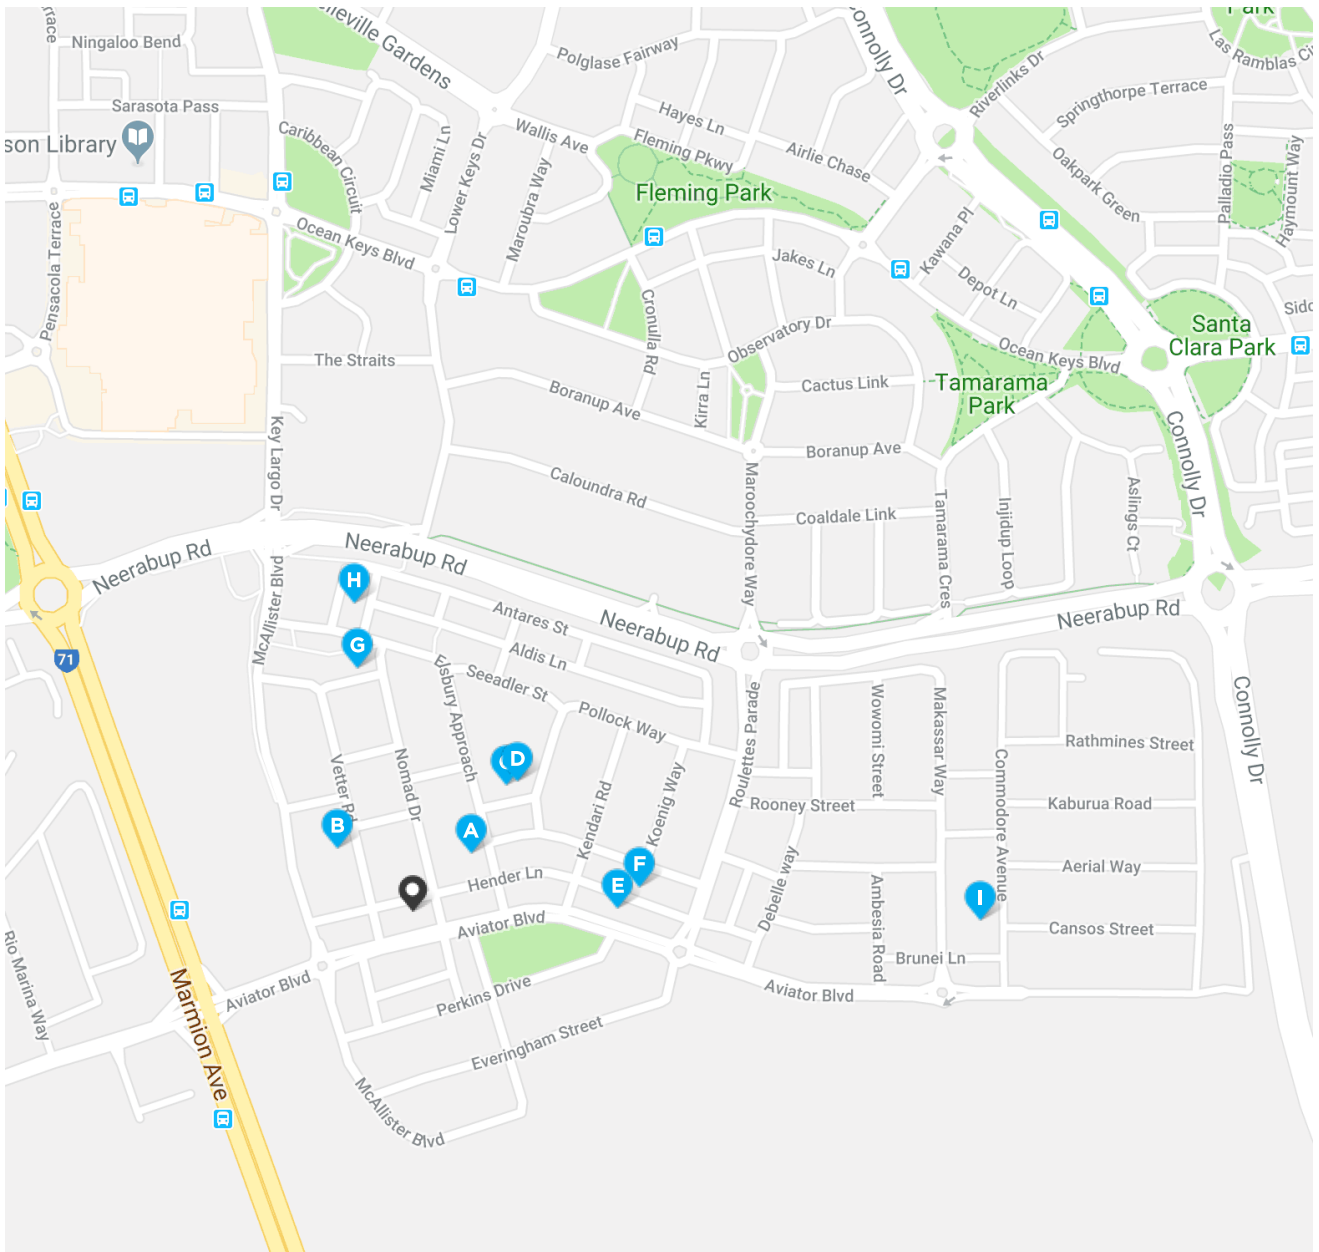 Ningaloo Bend
Gardens
Polglase Fairway
Connolly Dr
Park
Las Ramblas
Riverlinks Dr
Springthorpe Terrace
Sarasota Pass
Library
Caribbean Circuit
Miami Ln
Lower Keys Dr
Wallis Ave
Hayes Ln
Fleming Pkwy
Airlie Chase
Oakpark Green
Palladio Pass
Haymount Way
Fleming Park
Maroubra Way
Pensacola Terrace
Ocean Keys Blvd
Kawana Pl
Jakes Ln
Depot Ln
Cronulla Rd
Observatory Dr
Santa
Clara Park
Ocean Keys Blvd
The Straits
Boranup Ave
Kirra Ln
Cactus Link
Tamarama
Park
Key Largo Dr
Connolly Dr
Boranup Ave
Caloundra Rd
Maroochydore Way
Coaldale Link
Tamarama Cres
Injidup Loop
Aslings Ct
Neerabup Rd
Neerabup Rd
H
McAllister Blvd
Antares St
Neerabup Rd
Neerabup Rd
G
71
Aldis Ln
Elsbury Approach
Seeadler St
Pollock Way
Roulettes Parade
Wowomi Street
Makassar Way
Connolly Dr
Rathmines Street
Vetter Rd
Nomad Dr
D
Kendari Rd
Koenig Way
Commodore Avenue
Rooney Street
Kaburua Road
B
A
F
Aerial Way
Hender Ln
E
Debelle way
Ambesia Road
I
Aviator Blvd
Cansos Street
Rio Marina Way
Brunei Ln
Marmion Ave
Aviator Blvd
Perkins Drive
Aviator Blvd
Everingham Street
McAllister Blvd